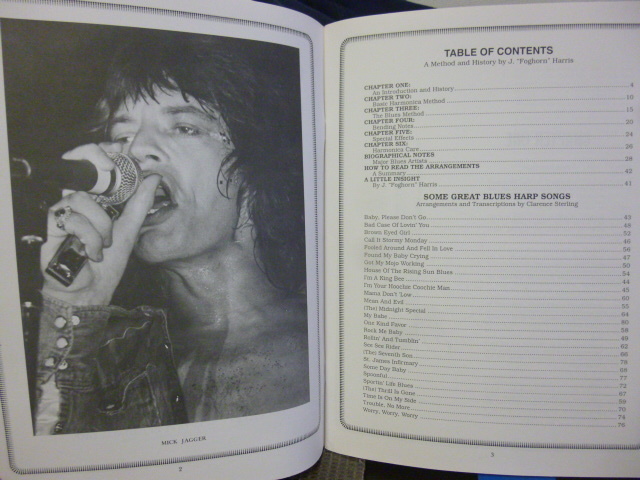 MICK JAGGER
2
TABLE OF CONTENTS
A Method and History by J. "Foghorn" Harris
CHAPTER ONE:
An Introduction and History 4
CHAPTER TWO:
Basic Harmonica Method 10
CHAPTER THREE:
The Blues Method 15
CHAPTER FOUR:
Bending Notes 20
CHAPTER FIVE:
Special Effects 24
CHAPTER SIX:
Harmonica Care 26
BIOGRAPHICAL NOTES
Major Blues Artists 28
HOW TO READ THE ARRANGEMENTS
A Summary 42
A LITTLE INSIGHT
By J. "Foghorn" Harris 41
SOME GREAT BLUES HARP SONGS
Arrangements and Transcriptions by Clarence Sterling
Baby, Please Don't Go 43
Bad Case Of Lovin' You 48
Brown Eyed Girl 52
Call It Stormy Monday 46
Fooled Around And Fell In Love 56
Found My Baby Crying 47
Got My Mojo Working 50
House Of The Rising Sun Blues 54
I'm A King Bee 44
I'm Your Hoochie Coochie Man 45
Mama Don't 'Low 60
Mean And Evil 55
(The) Midnight Special 64
My Babe 80
One Kind Favor 58
Rock Me Baby 49
Rollin' And Tumblin' 62
See See Rider 66
(The) Seventh Son 78
St. James Infirmary 68
Some Day Baby 77
Spoonful 72
Sportin' Life Blues 67
(The) Thrill Is Gone 59
Time Is On My Side 70
Trouble, No More 74
Worry, Worry, Worry 76
5